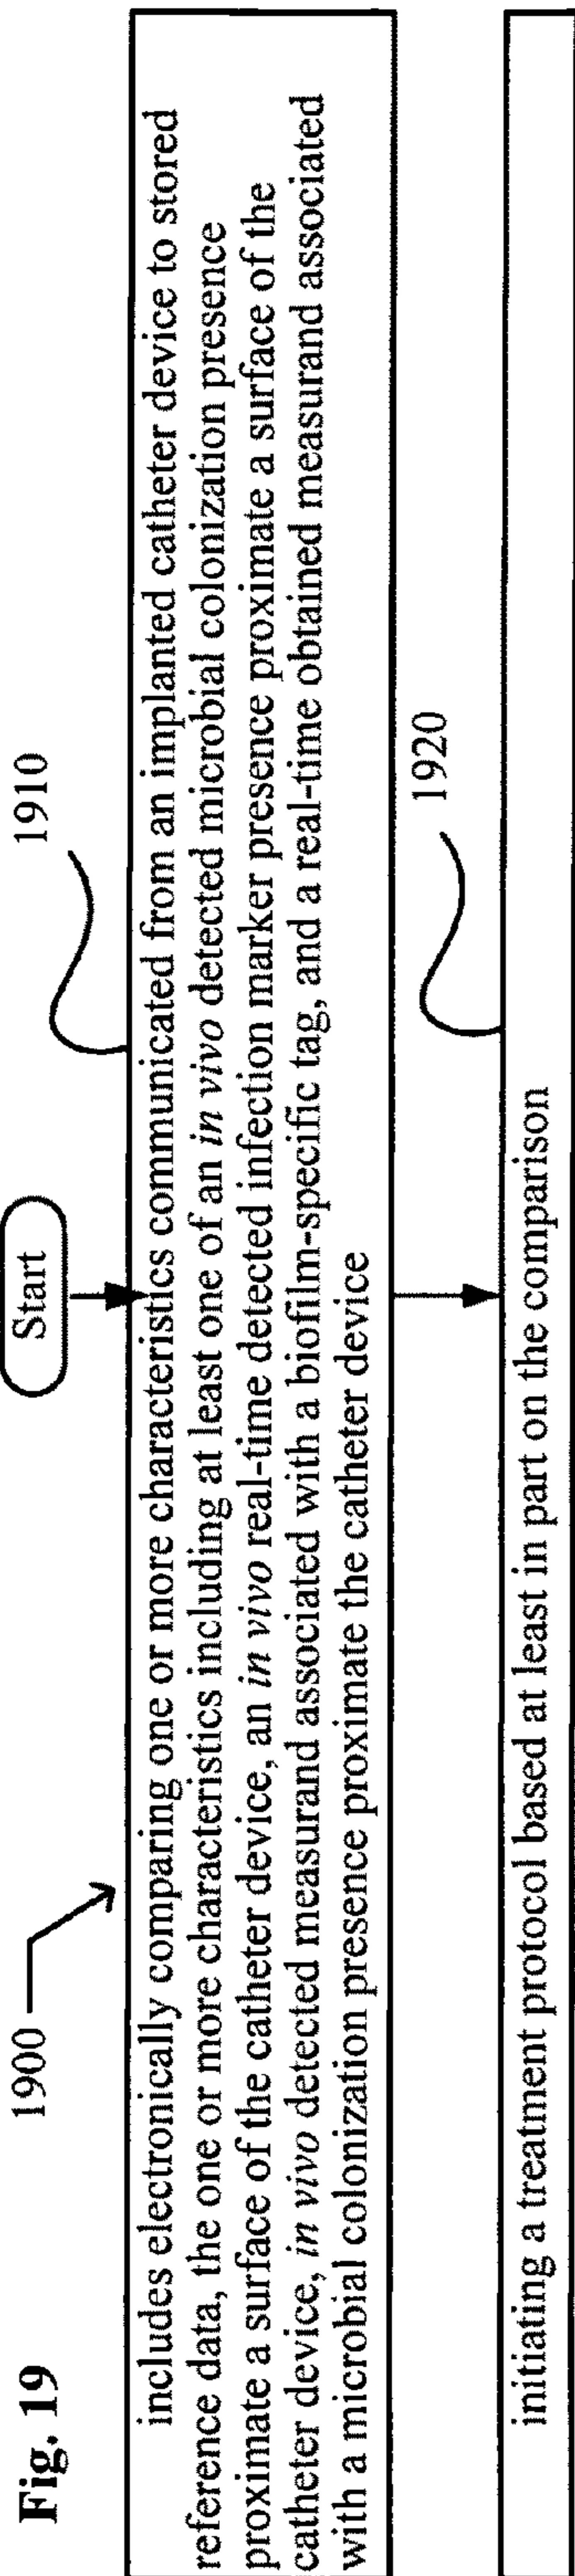 Fig. 19
1900
Start
1910
includes electronically comparing one or more characteristics communicated from an implanted catheter device to stored
reference data, the one or more characteristics including at least one of an in vivo detected microbial colonization presence
proximate a surface of the catheter device, an in vivo real-time detected infection marker presence proximate a surface of the
catheter device, in vivo detected measurand associated with a biofilm-specific tag, and a real-time obtained measurand associated
with a microbial colonization presence proximate the catheter device
1920
initiating a treatment protocol based at least in part on the comparison